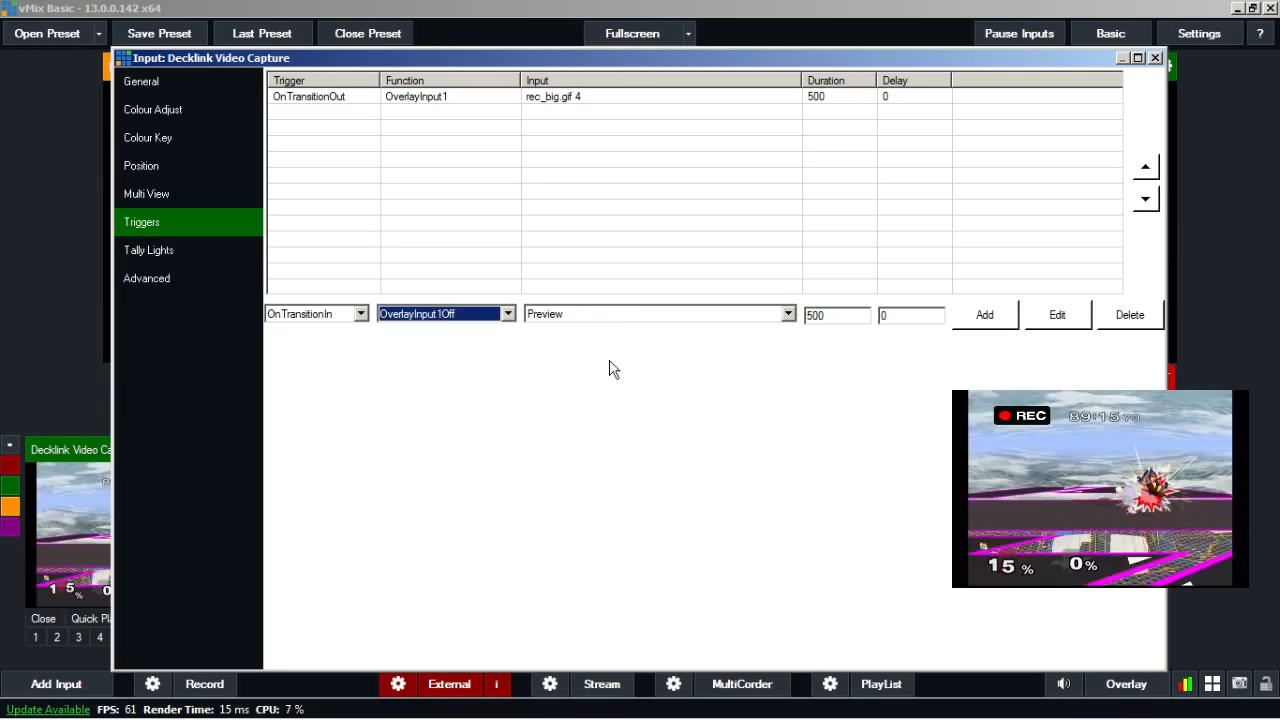 vMix Basic - 13.0.0.142 x64
Open Preset Save Preset Last Preset Close Preset Fullscreen Pause Inputs Basic Settings ?
Input: Decklink Video Capture
General
Colour Adjust
Colour Key
Position
Multi View
Triggers
Tally Lights
Advanced
Trigger Function Input Duration Delay
OnTransitionOut OverlayInput1 rec_big.gif 4 500 0
OnTransitionIn OverlayInput1Off Preview 500 0 Add Edit Delete
REC 89:15
15 % 0%
Decklink Video Ca
1 5 %
Close Quick Pl
1 2 3 4
Add Input Record External i Stream MultiCorder PlayList Overlay
Update Available FPS: 61 Render Time: 15 ms CPU: 7 %